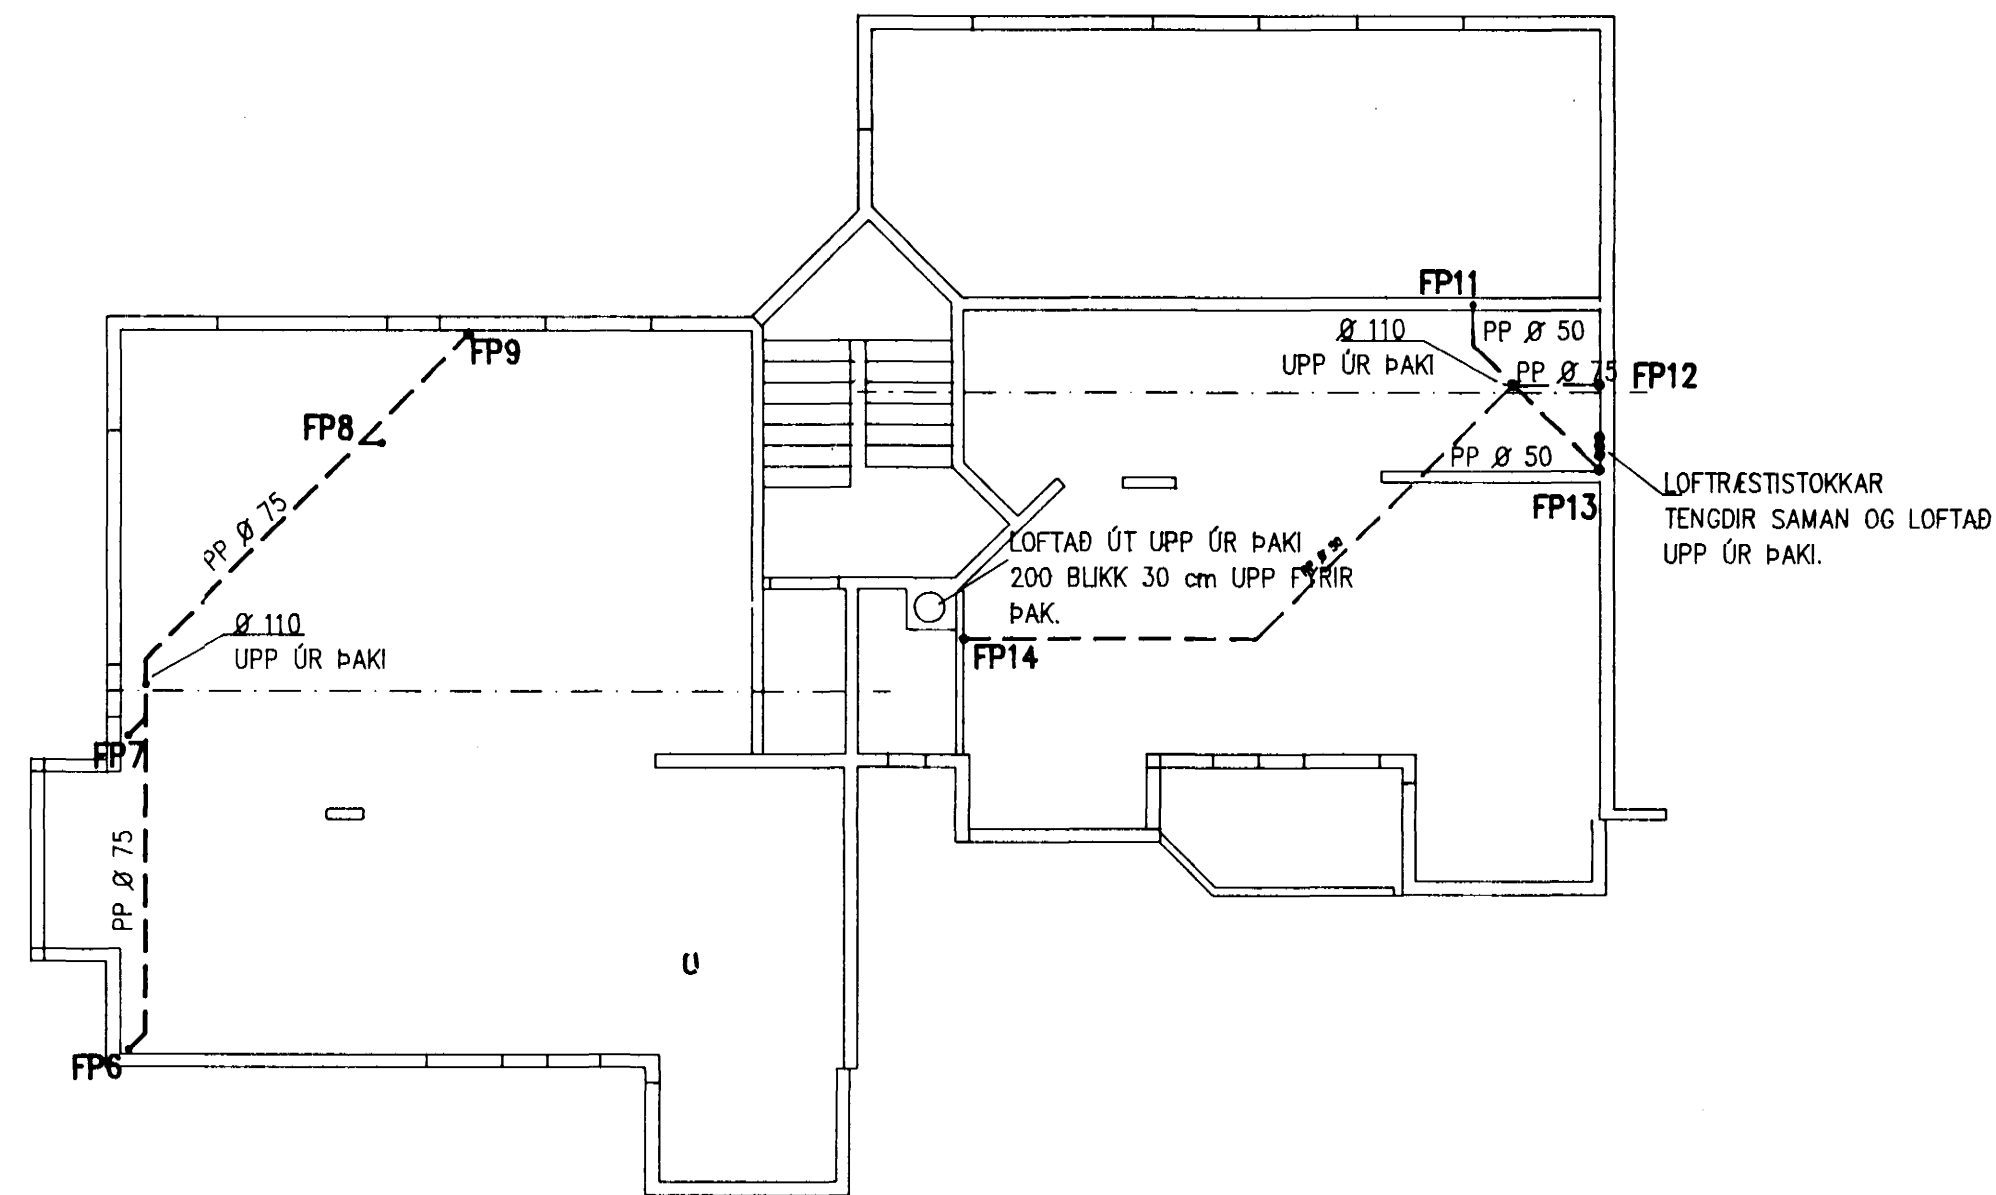 FP11
Ø 110
UPP ÚR ÞAKI
PP Ø 50
PP Ø 75
FP12
FP9
FP8
PP Ø 50
FP13
LOFTRÆSTISTOKKAR
TENGDIR SAMAN OG LOFTAÐ
UPP ÚR ÞAKI.
PP Ø 75
LOFTAÐ ÚT UPP ÚR ÞAKI
200 BLIKK 30 cm UPP FYRIR
ÞAK.
PP Ø 50
Ø 110
UPP ÚR ÞAKI
FP14
FP7
PP Ø 75
U
FP6